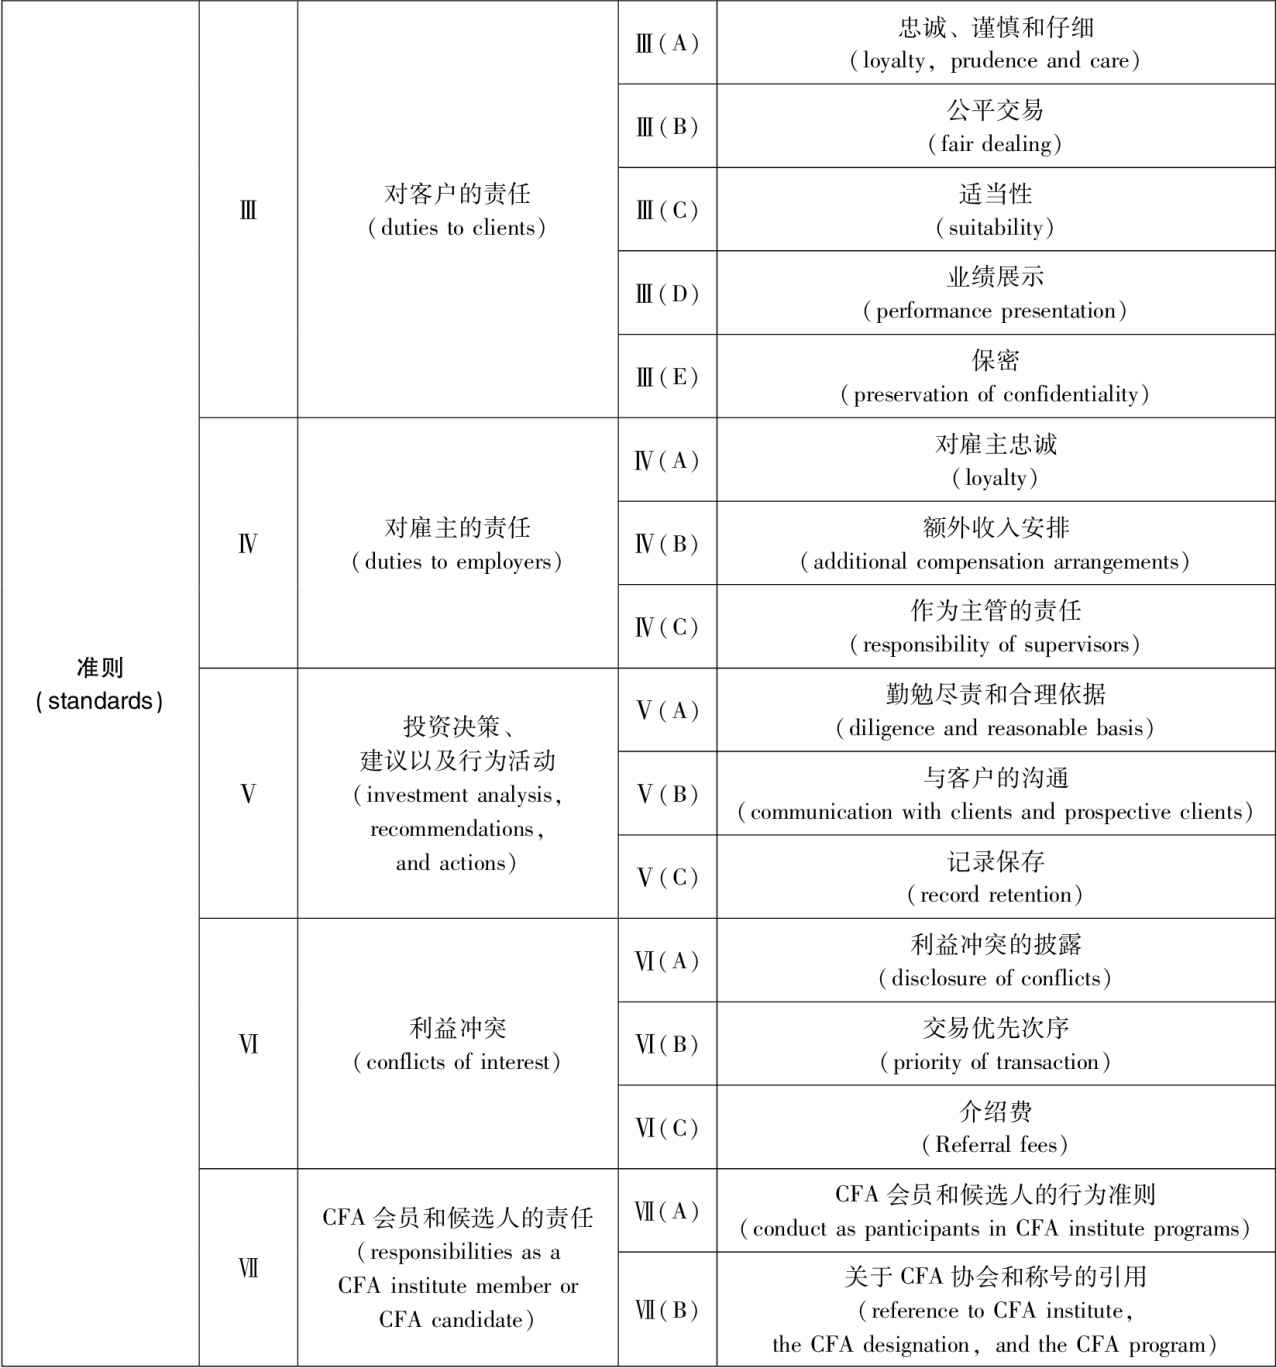 准则
(standards)
Ⅲ
对客户的责任
(duties to clients)
Ⅲ(A)
忠诚、谨慎和仔细
(loyalty, prudence and care)
Ⅲ(B)
公平交易
(fair dealing)
Ⅲ(C)
适当性
(suitability)
Ⅲ(D)
业绩展示
(performance presentation)
Ⅲ(E)
保密
(preservation of confidentiality)
Ⅳ
对雇主的责任
(duties to employers)
Ⅳ(A)
对雇主忠诚
(loyalty)
Ⅳ(B)
额外收入安排
(additional compensation arrangements)
Ⅳ(C)
作为主管的责任
(responsibility of supervisors)
Ⅴ
投资决策、
建议以及行为活动
(investment analysis,
recommendations,
and actions)
Ⅴ(A)
勤勉尽责和合理依据
(diligence and reasonable basis)
Ⅴ(B)
与客户的沟通
(communication with clients and prospective clients)
Ⅴ(C)
记录保存
(record retention)
Ⅵ
利益冲突
(conflicts of interest)
Ⅵ(A)
利益冲突的披露
(disclosure of conflicts)
Ⅵ(B)
交易优先次序
(priority of transaction)
Ⅵ(C)
介绍费
(Referral fees)
Ⅶ
CFA 会员和候选人的责任
(responsibilities as a
CFA institute member or
CFA candidate)
Ⅶ(A)
CFA 会员和候选人的行为准则
(conduct as panticipants in CFA institute programs)
Ⅶ(B)
关于 CFA 协会和称号的引用
(reference to CFA institute,
the CFA designation, and the CFA program)